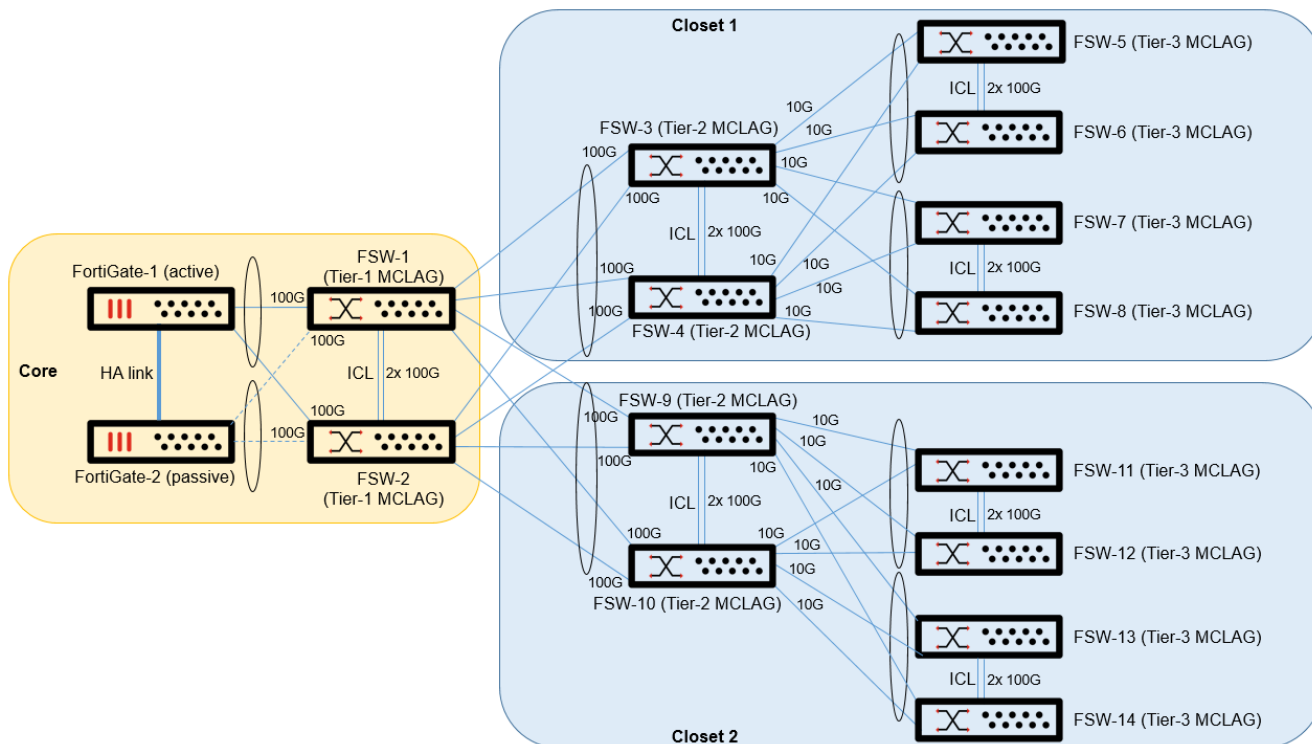 Closet 1
FSW-5 (Tier-3 MCLAG)
ICL
2x 100G
10G
10G
FSW-6 (Tier-3 MCLAG)
FSW-3 (Tier-2 MCLAG)
100G
10G
100G
10G
FSW-7 (Tier-3 MCLAG)
ICL
2x 100G
ICL
2x 100G
10G
10G
10G
FSW-8 (Tier-3 MCLAG)
10G
100G
100G
FSW-4 (Tier-2 MCLAG)
Core
FortiGate-1 (active)
FSW-1
(Tier-1 MCLAG)
100G
100G
HA link
ICL
2x 100G
100G
100G
FortiGate-2 (passive)
FSW-2
(Tier-1 MCLAG)
FSW-9 (Tier-2 MCLAG)
100G
10G
10G
100G
10G
10G
FSW-11 (Tier-3 MCLAG)
ICL
2x 100G
ICL
2x 100G
100G
10G
10G
FSW-12 (Tier-3 MCLAG)
10G
100G
10G
FSW-10 (Tier-2 MCLAG)
FSW-13 (Tier-3 MCLAG)
ICL
2x 100G
FSW-14 (Tier-3 MCLAG)
Closet 2